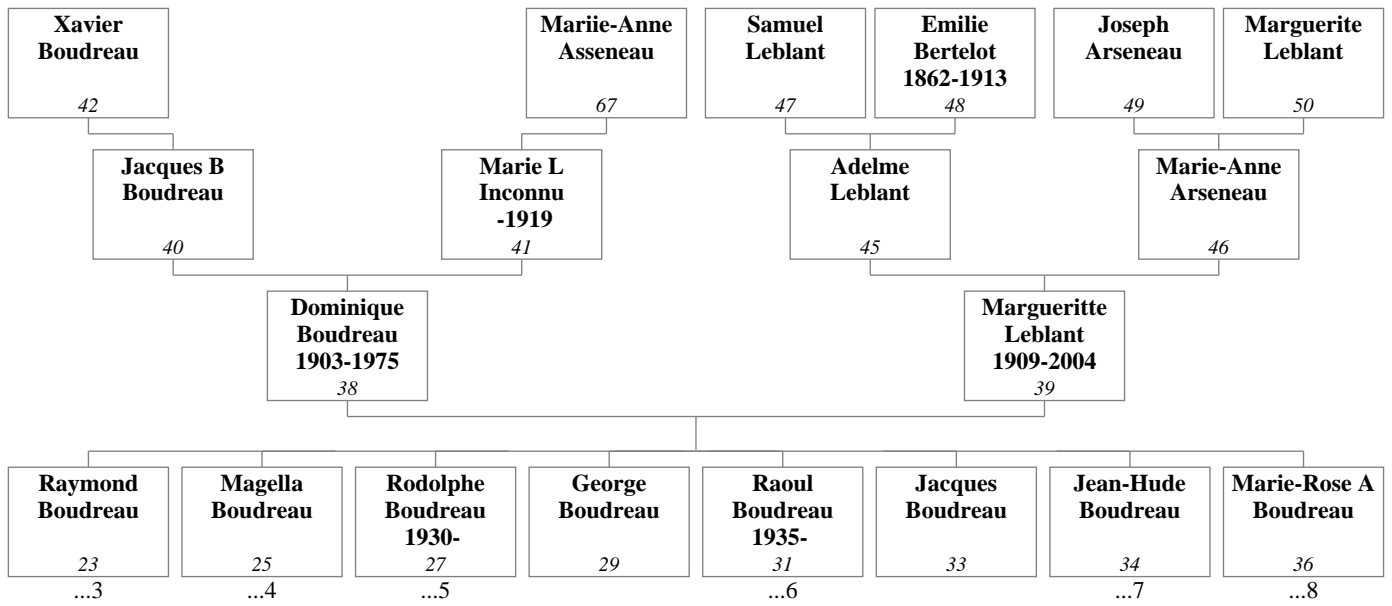 Xavier
Boudreau
42
Mariie-Anne
Asseneau
67
Samuel
Leblant
47
Emilie
Bertelot
1862-1913
48
Joseph
Arseneau
49
Marguerite
Leblant
50
Jacques B
Boudreau
40
Marie L
Inconnu
-1919
41
Adelme
Leblant
45
Marie-Anne
Arseneau
46
Dominique
Boudreau
1903-1975
38
Margueritte
Leblant
1909-2004
39
Raymond
Boudreau
23
...3
Magella
Boudreau
25
...4
Rodolphe
Boudreau
1930-
27
...5
George
Boudreau
29
Raoul
Boudreau
1935-
31
...6
Jacques
Boudreau
33
Jean-Hude
Boudreau
34
...7
Marie-Rose A
Boudreau
36
...8